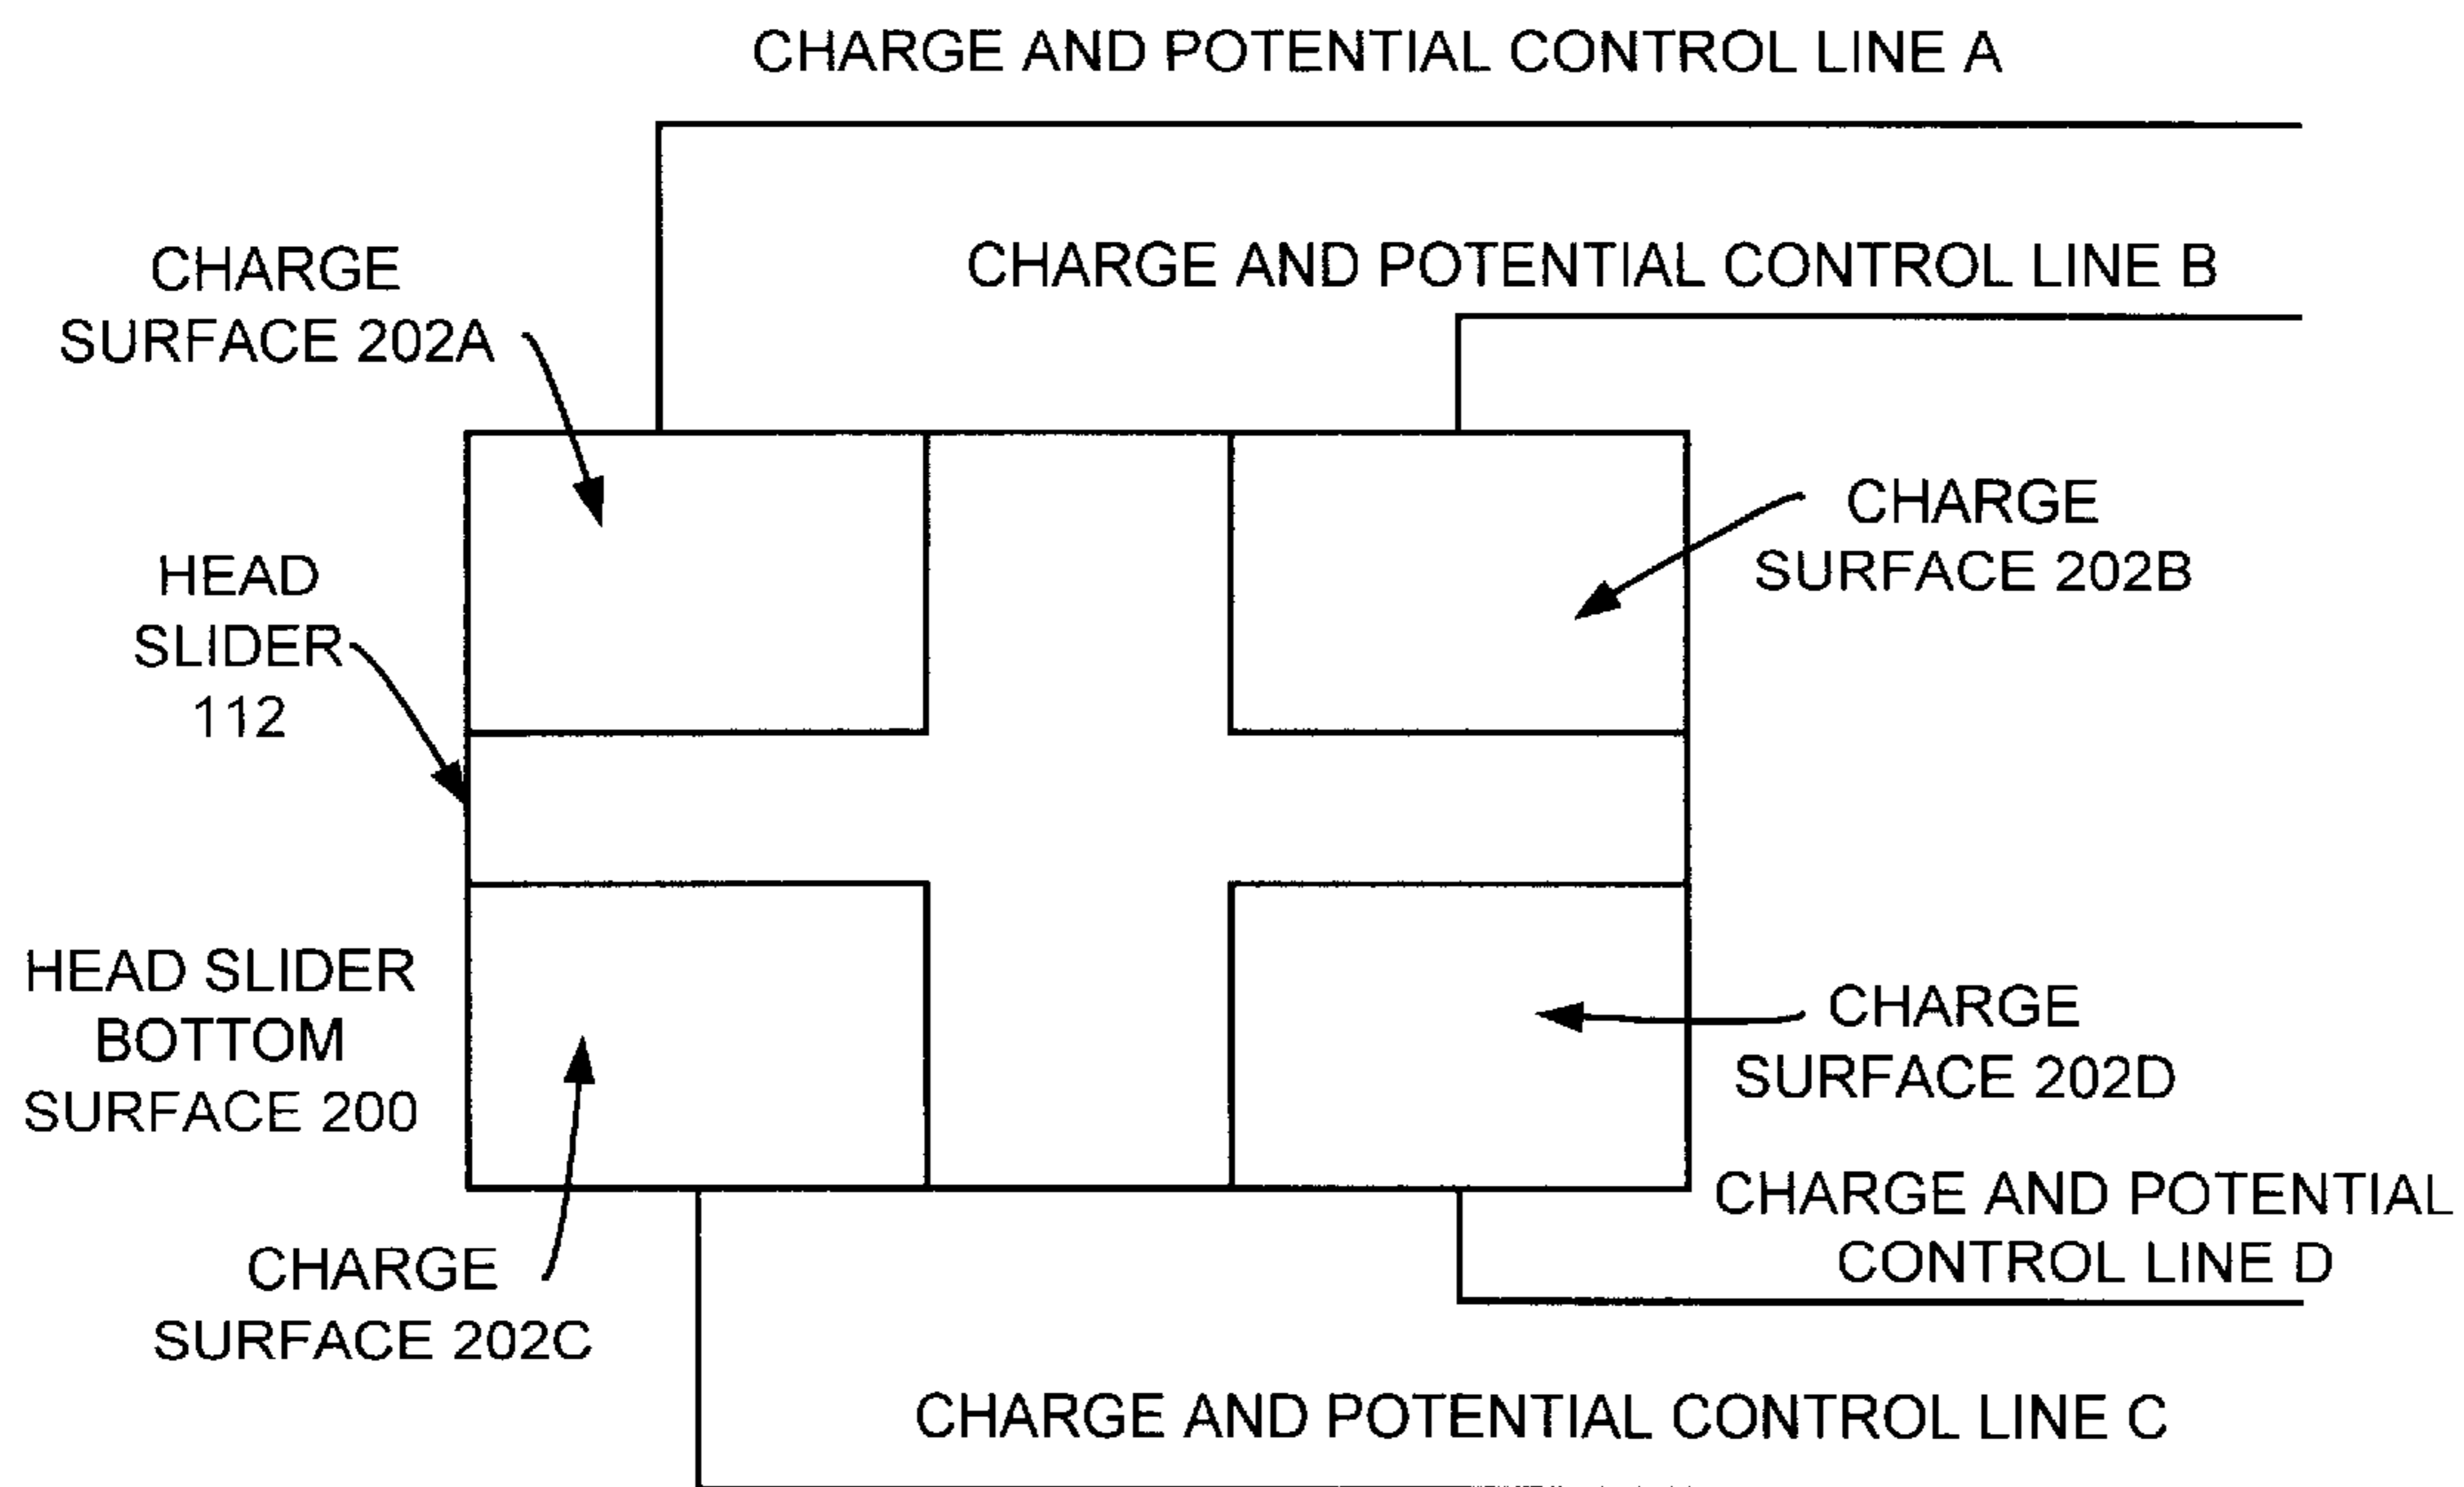 CHARGE AND POTENTIAL CONTROL LINE A
CHARGE AND POTENTIAL CONTROL LINE B
CHARGE
SURFACE 202A
CHARGE
SURFACE 202B
HEAD
SLIDER
112
HEAD SLIDER
BOTTOM
SURFACE 200
CHARGE
SURFACE 202D
CHARGE AND POTENTIAL
CONTROL LINE D
CHARGE
SURFACE 202C
CHARGE AND POTENTIAL CONTROL LINE C